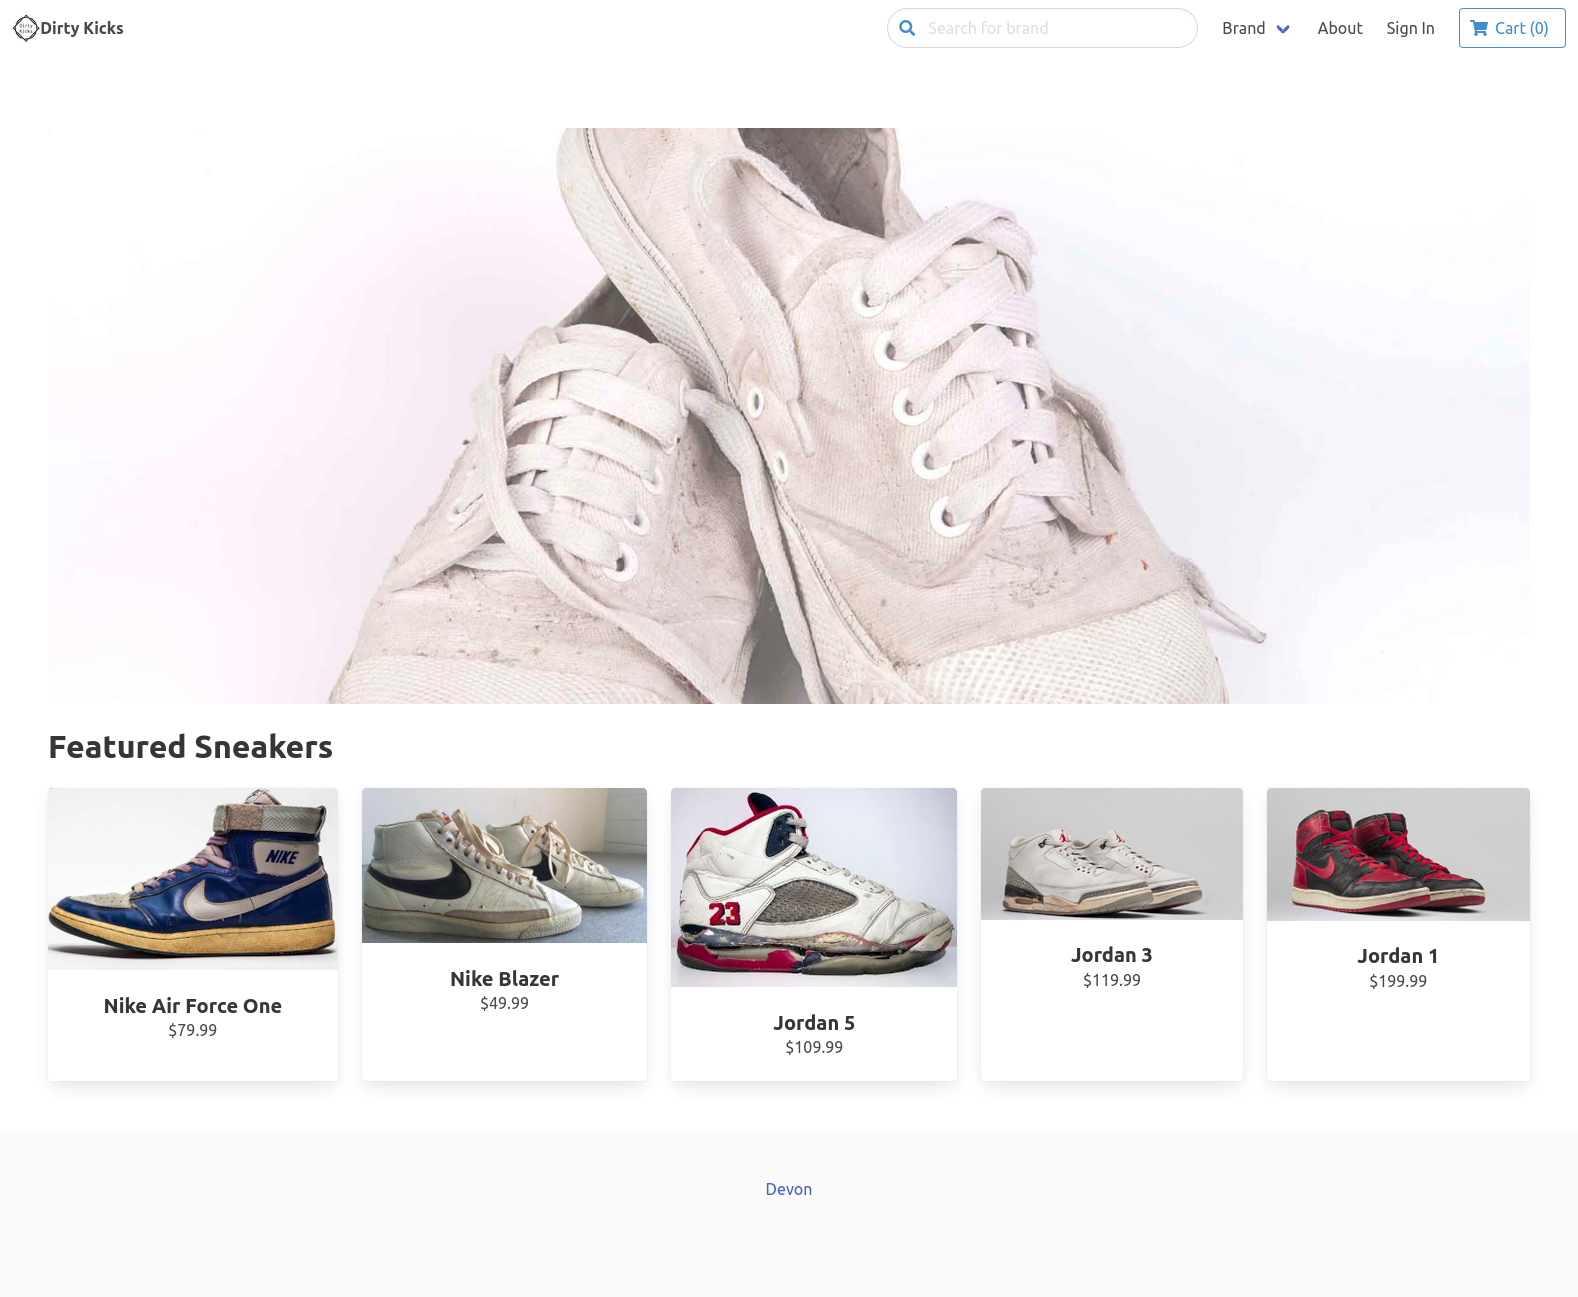 Dirty Kicks
Dirty Kicks
Search for brand
Brand
About
Sign In
Cart (0)
Featured Sneakers
NIKE
23
Nike Air Force One
$79.99
Nike Blazer
$49.99
Jordan 5
$109.99
Jordan 3
$119.99
Jordan 1
$199.99
Devon